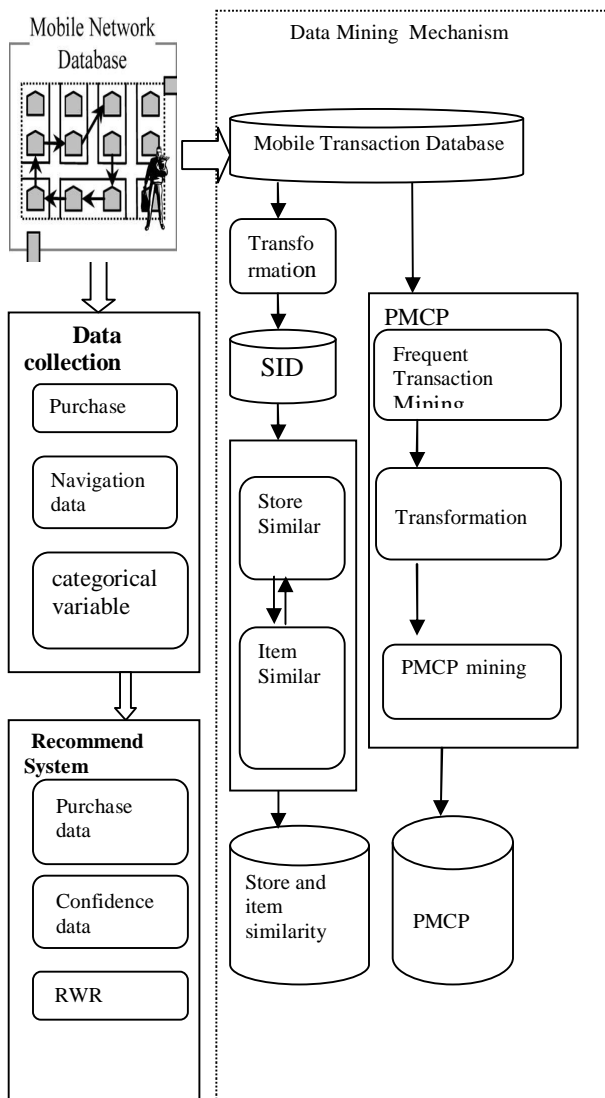 Mobile Network
Database
Data Mining Mechanism
Mobile Transaction Database
Transfo
rmation
SID
Store
Similar
Item
Similar
Store and
item
similarity
PMCP
Frequent
Transaction
Mining
Transformation
PMCP mining
PMCP
Data
collection
Purchase
Navigation
data
categorical
variable
Recommend
System
Purchase
data
Confidence
data
RWR